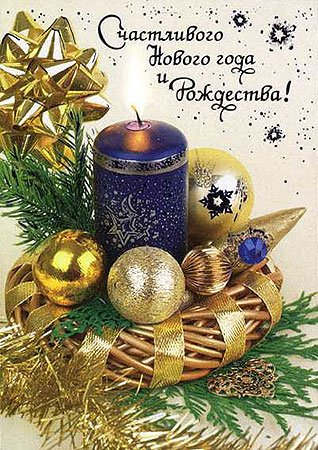 Счастливого
Нового года
и
Рождества!